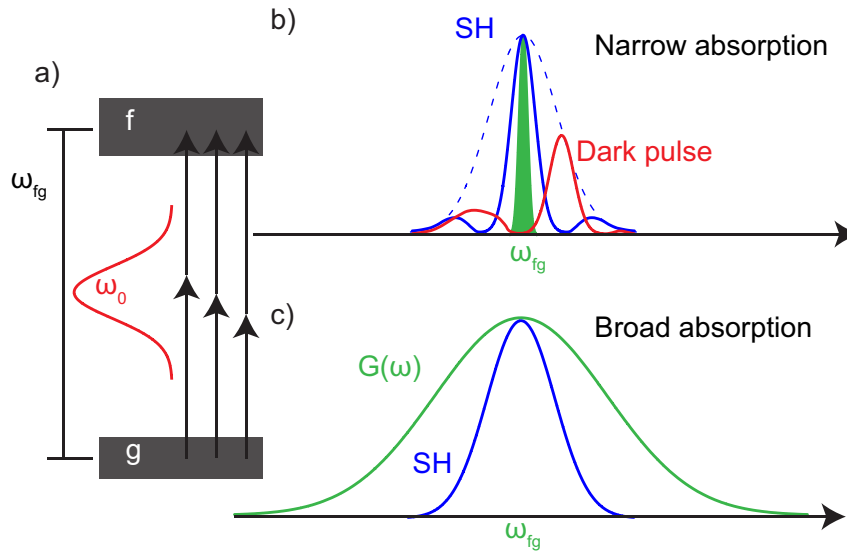 a)
f
ω_fg
ω_0
g
b)
SH
Narrow absorption
Dark pulse
ω_fg
c)
Broad absorption
G(ω)
SH
ω_fg